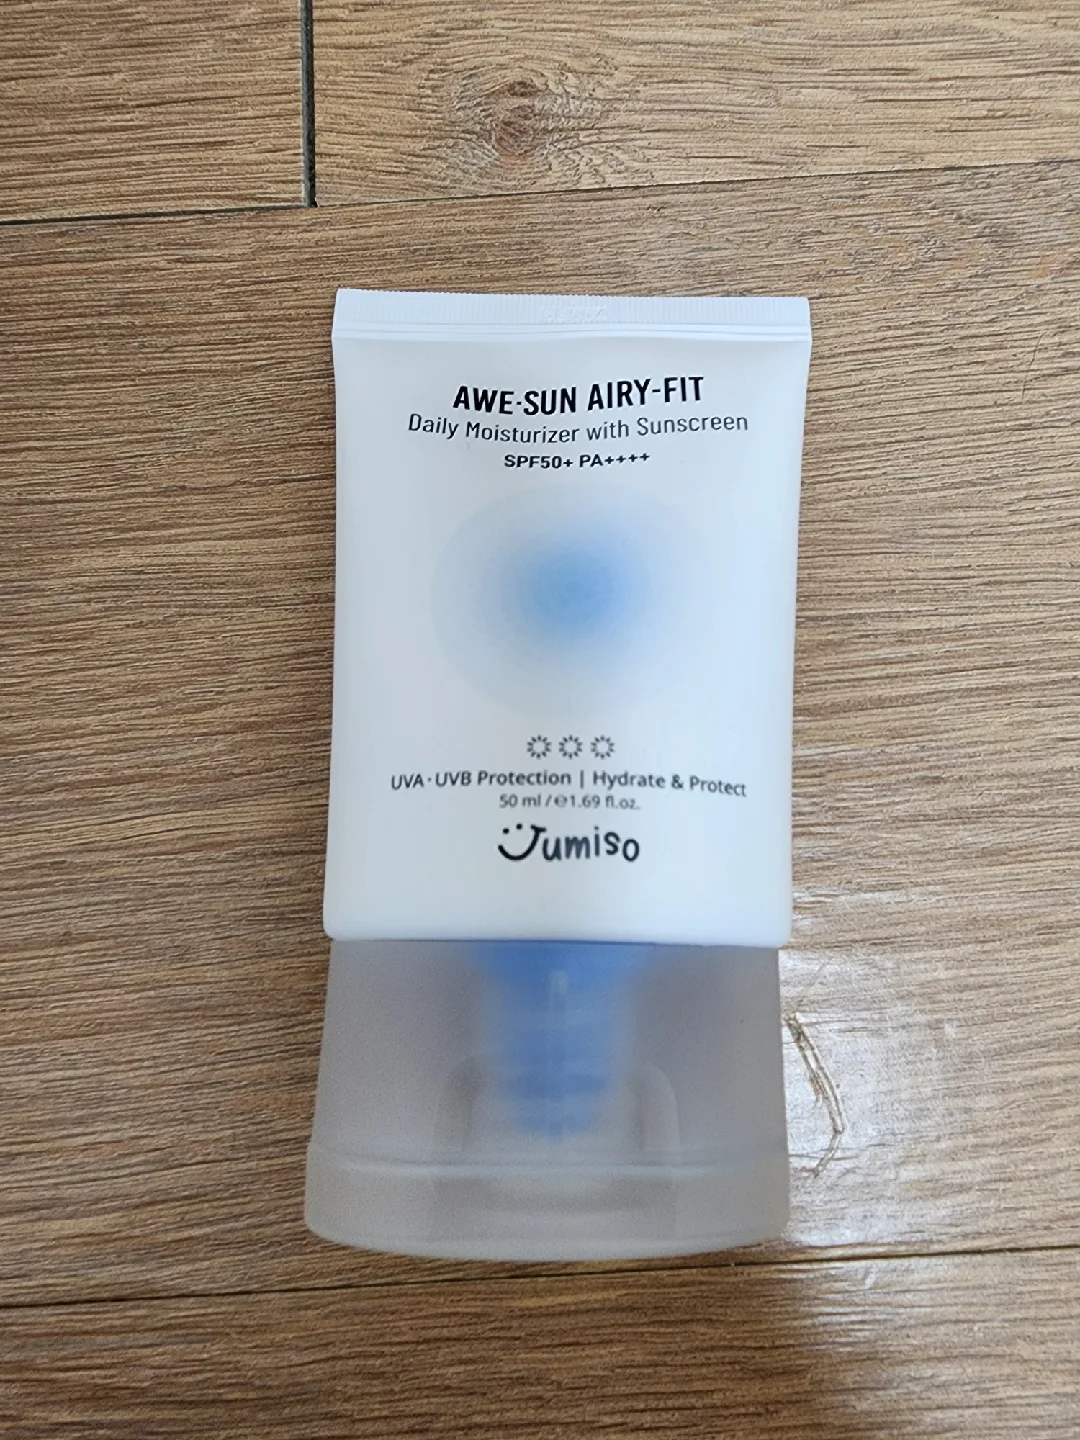 AWE·SUN AIRY-FIT
Daily Moisturizer with Sunscreen
SPF50+ PA++++
UVA·UVB Protection | Hydrate & Protect
50 ml / ℮1.69 fl.oz.
Jumiso